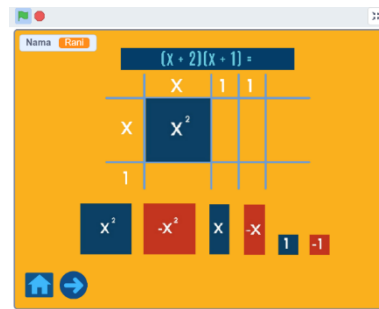 Nama Rani
(x + 2)(x + 1) =
X 1 1
X X²
1
X² -X² X -X 1 -1